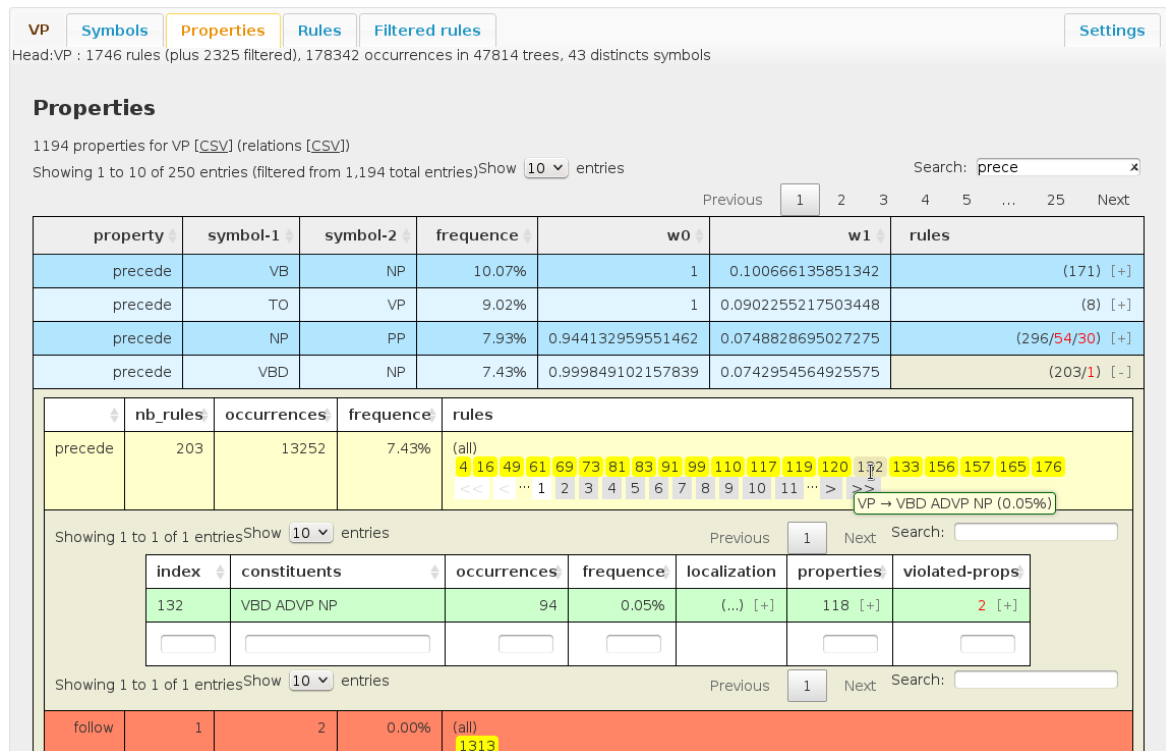 VP Symbols Properties Rules Filtered rules Settings
Head:VP : 1746 rules (plus 2325 filtered), 178342 occurrences in 47814 trees, 43 distincts symbols
Properties
1194 properties for VP [CSV] (relations [CSV])
Showing 1 to 10 of 250 entries (filtered from 1,194 total entries) Show 10 entries Search: prece x
Previous 1 2 3 4 5 ... 25 Next
property symbol-1 symbol-2 frequence w0 w1 rules
precede VB NP 10.07% 1 0.100666135851342 (171) [+]
precede TO VP 9.02% 1 0.0902255217503448 (8) [+]
precede NP PP 7.93% 0.944132959551462 0.0748828695027275 (296/54/30) [+]
precede VBD NP 7.43% 0.999849102157839 0.0742954564925575 (203/1) [-]
nb_rules occurrences frequence rules
precede 203 13252 7.43% (all)
4 16 49 61 69 73 81 83 91 99 110 117 119 120 132 133 156 157 165 176
<< < ... 1 2 3 4 5 6 7 8 9 10 11 ... > >>
VP → VBD ADVP NP (0.05%)
Showing 1 to 1 of 1 entries Show 10 entries Previous 1 Next Search:
index constituents occurrences frequence localization properties violated-props
132 VBD ADVP NP 94 0.05% (...) [+] 118 [+] 2 [+]
Showing 1 to 1 of 1 entries Show 10 entries Previous 1 Next Search:
follow 1 2 0.00% (all)
1313